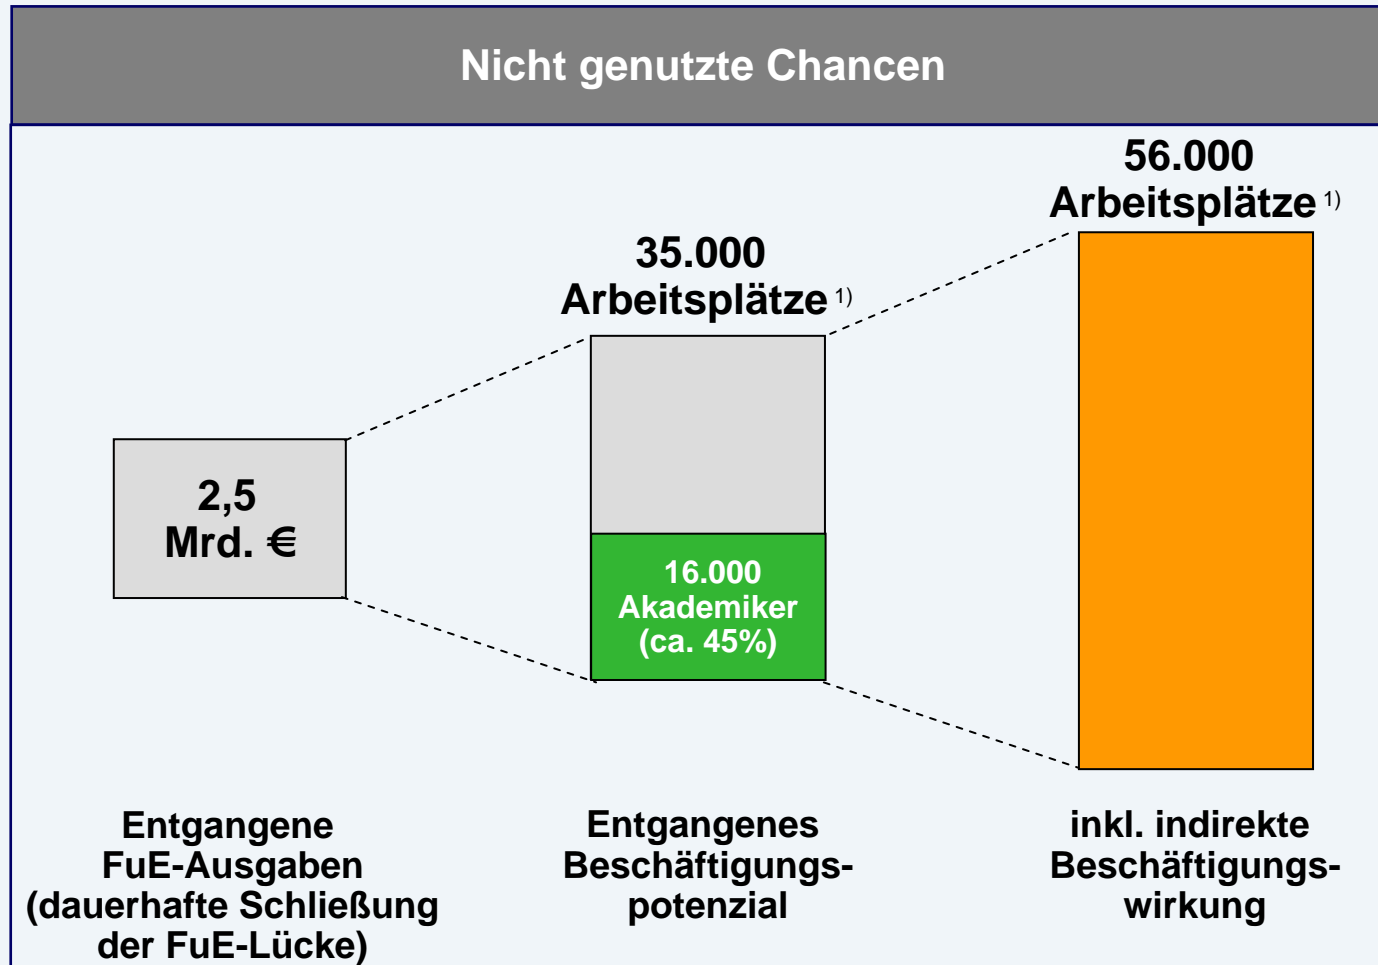 Nicht genutzte Chancen
56.000
Arbeitsplätze 1)
35.000
Arbeitsplätze 1)
2,5
Mrd. €
16.000
Akademiker
(ca. 45%)
Entgangene
FuE-Ausgaben
(dauerhafte Schließung
der FuE-Lücke)
Entgangenes
Beschäftigungs-
potenzial
inkl. indirekte
Beschäftigungs-
wirkung